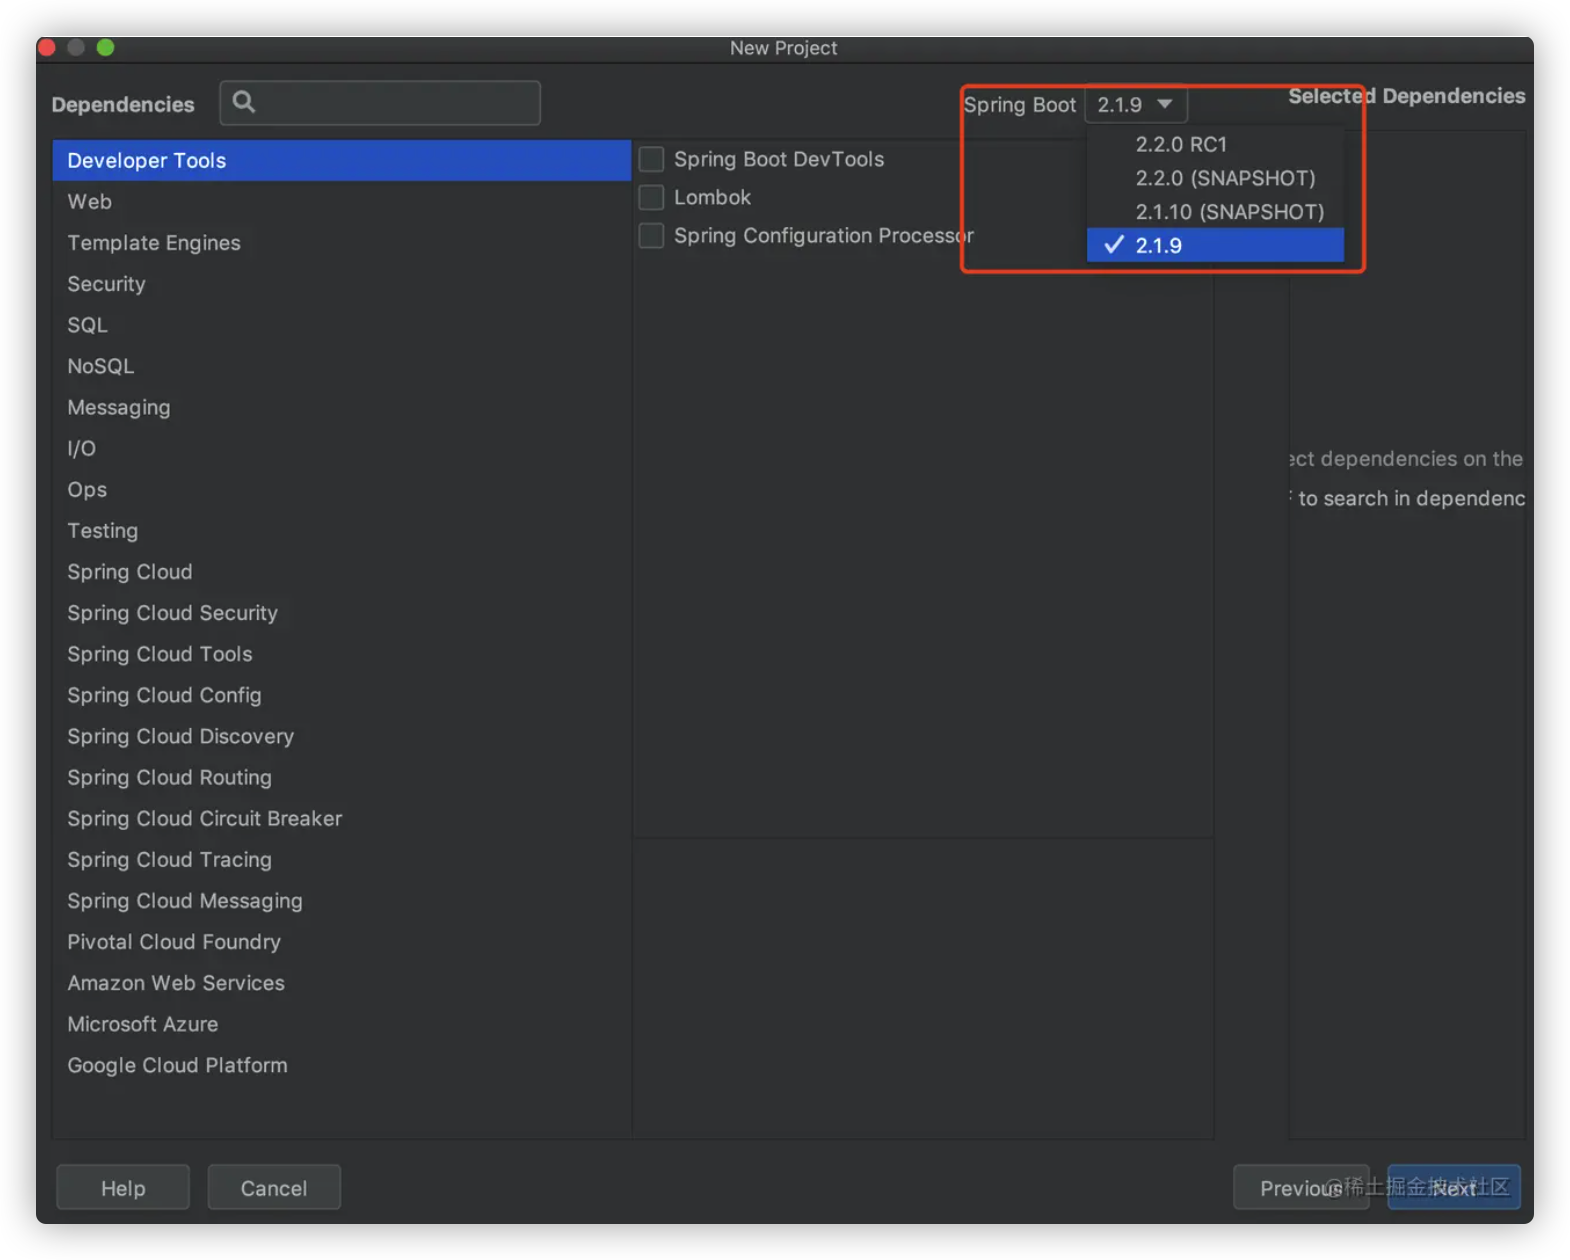 New Project
Dependencies
Spring Boot 2.1.9
Selected Dependencies
2.2.0 RC1
2.2.0 (SNAPSHOT)
2.1.10 (SNAPSHOT)
2.1.9
Developer Tools
Web
Template Engines
Security
SQL
NoSQL
Messaging
I/O
Ops
Testing
Spring Cloud
Spring Cloud Security
Spring Cloud Tools
Spring Cloud Config
Spring Cloud Discovery
Spring Cloud Routing
Spring Cloud Circuit Breaker
Spring Cloud Tracing
Spring Cloud Messaging
Pivotal Cloud Foundry
Amazon Web Services
Microsoft Azure
Google Cloud Platform
Spring Boot DevTools
Lombok
Spring Configuration Processor
ect dependencies on the
to search in dependenc
Help
Cancel
Previous
Next
@稀土掘金技术社区